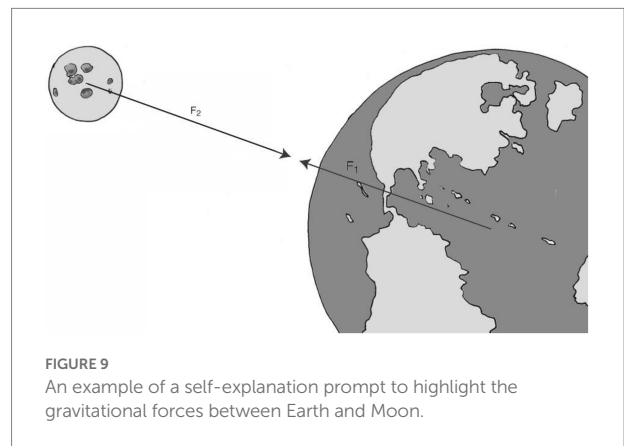 F₂
F₁
FIGURE 9
An example of a self-explanation prompt to highlight the
gravitational forces between Earth and Moon.